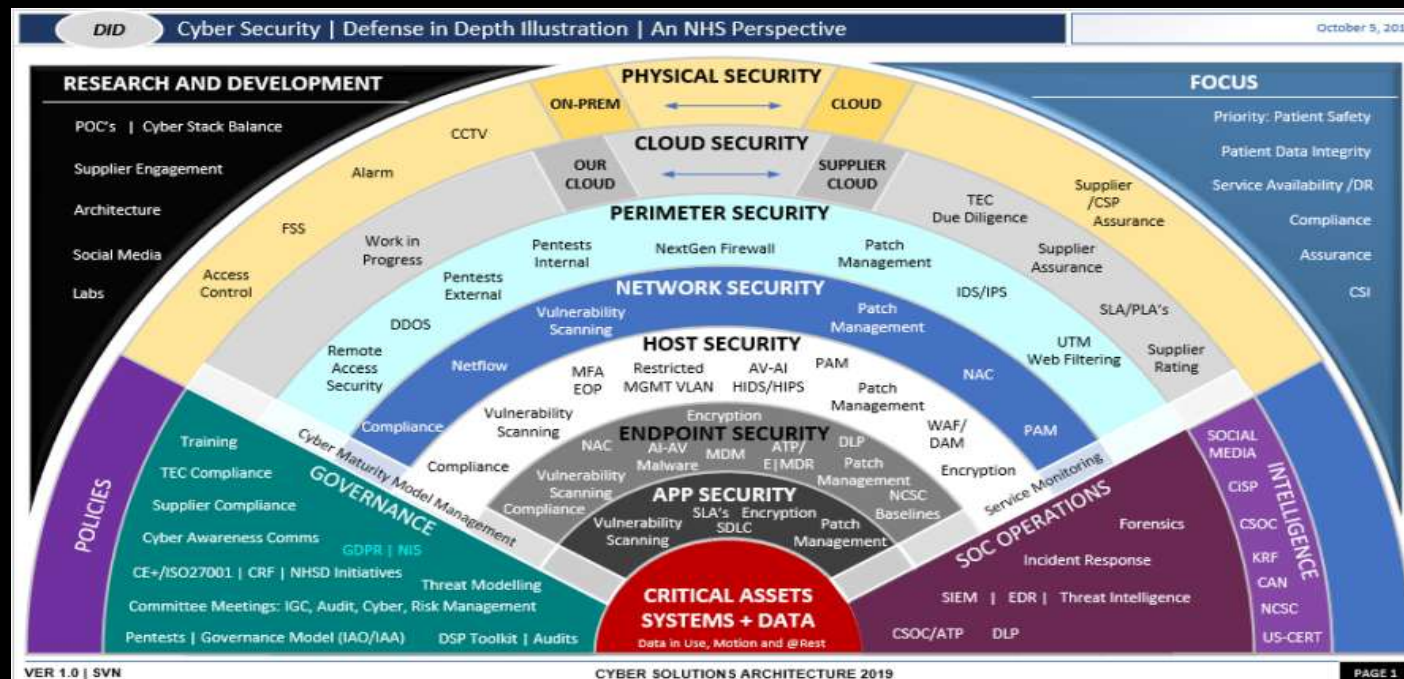 DID
Cyber Security | Defense in Depth Illustration | An NHS Perspective
October 5, 201
RESEARCH AND DEVELOPMENT
POC's | Cyber Stack Balance
Supplier Engagement
Architecture
Social Media
Labs
FOCUS
Priority: Patient Safety
Patient Data Integrity
Service Availability /DR
Compliance
Assurance
CSI
PHYSICAL SECURITY
ON-PREM
CLOUD
CCTV
Alarm
FSS
Access
Control
Supplier
/CSP
Assurance
CLOUD SECURITY
OUR
CLOUD
SUPPLIER
CLOUD
Work in
Progress
TEC
Due Diligence
Supplier
Assurance
SLA/PLA's
Supplier
Rating
PERIMETER SECURITY
Remote
Access
Security
DDOS
Pentests
External
Pentests
Internal
NextGen Firewall
Patch
Management
IDS/IPS
UTM
Web Filtering
NETWORK SECURITY
Compliance
Netflow
Vulnerability
Scanning
Patch
Management
NAC
PAM
HOST SECURITY
Compliance
Vulnerability
Scanning
MFA
EOP
Restricted
MGMT VLAN
AV-AI
HIDS/HIPS
PAM
Patch
Management
WAF/
DAM
Encryption
ENDPOINT SECURITY
Encryption
Compliance
Vulnerability
Scanning
NAC
AI-AV
Malware
MDM
ATP/
E|MDR
DLP
Patch
Management
NCSC
Baselines
APP SECURITY
Vulnerability
Scanning
SLA's
SDLC
Encryption
Patch
Management
CRITICAL ASSETS
SYSTEMS + DATA
Data in Use, Motion and @Rest
Cyber Maturity Model Management
Service Monitoring
POLICIES
GOVERNANCE
Training
TEC Compliance
Supplier Compliance
Cyber Awareness Comms
GDPR | NIS
CE+/ISO27001 | CRF | NHSD Initiatives
Threat Modelling
Committee Meetings: IGC, Audit, Cyber, Risk Management
Pentests | Governance Model (IAO/IAA)
DSP Toolkit | Audits
SOC OPERATIONS
Forensics
Incident Response
SIEM | EDR | Threat Intelligence
CSOC/ATP
DLP
INTELLIGENCE
SOCIAL
MEDIA
CiSP
CSOC
KRF
CAN
NCSC
US-CERT
VER 1.0 | SVN
CYBER SOLUTIONS ARCHITECTURE 2019
PAGE 1